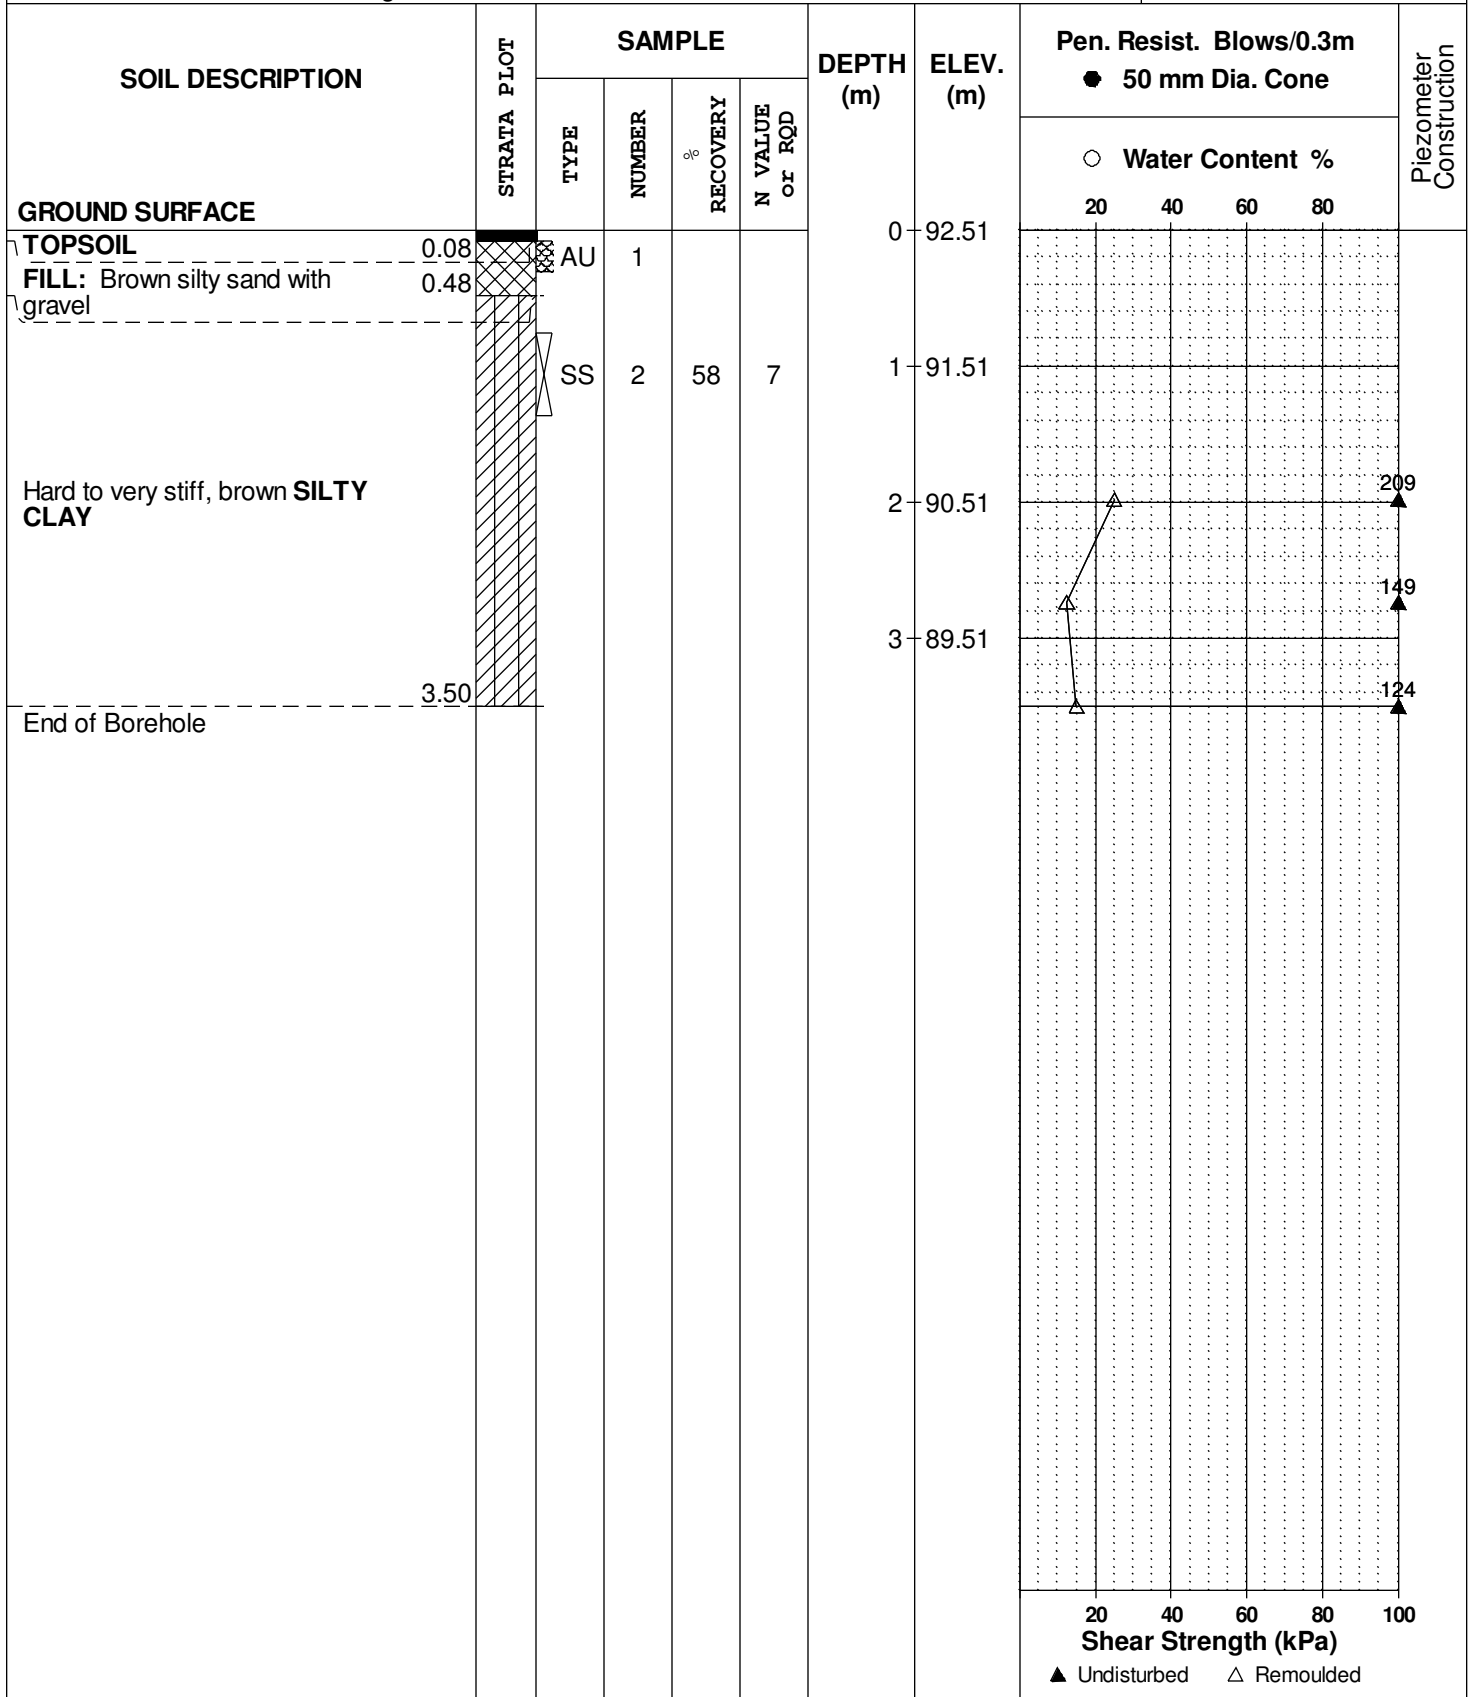 SOIL DESCRIPTION
GROUND SURFACE
STRATA PLOT
SAMPLE
TYPE
NUMBER
%
RECOVERY
N VALUE
or RQD
DEPTH
(m)
ELEV.
(m)
Pen. Resist. Blows/0.3m
● 50 mm Dia. Cone
○ Water Content %
20 40 60 80
Piezometer
Construction
0 92.51
TOPSOIL 0.08
AU 1
FILL: Brown silty sand with 0.48
gravel
1 91.51
SS 2 58 7
209
Hard to very stiff, brown SILTY
CLAY
2 90.51
149
3 89.51
124
3.50
End of Borehole
20 40 60 80 100
Shear Strength (kPa)
▲ Undisturbed △ Remoulded